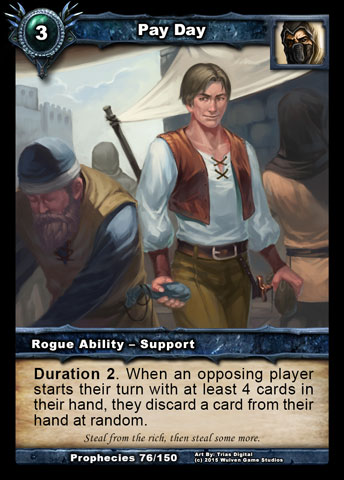 3
Pay Day
Rogue Ability – Support
Duration 2. When an opposing player
starts their turn with at least 4 cards in
their hand, they discard a card from their
hand at random.
Steal from the rich, then steal some more.
Prophecies 76/150
Art By: Trias Digital
(c) 2015 Wulven Game Studios